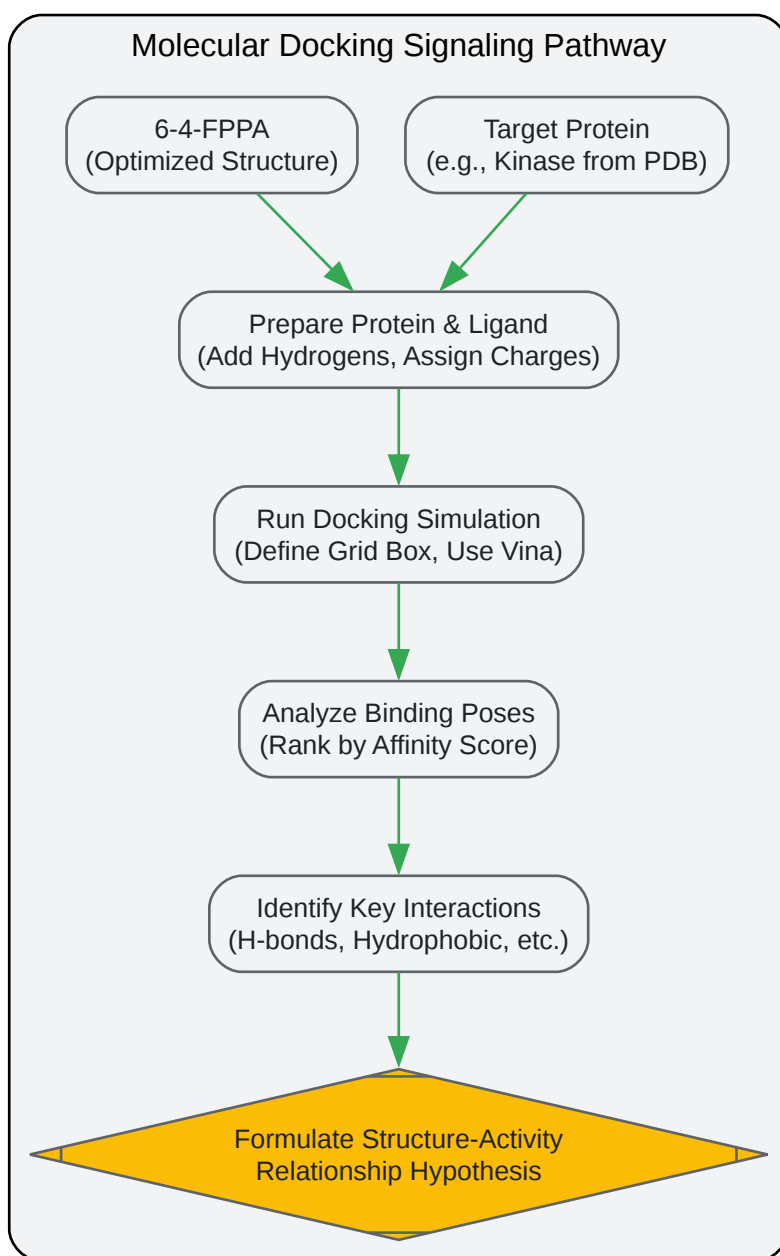 Molecular Docking Signaling Pathway
6-4-FPPA
(Optimized Structure)
Target Protein
(e.g., Kinase from PDB)
Prepare Protein & Ligand
(Add Hydrogens, Assign Charges)
Run Docking Simulation
(Define Grid Box, Use Vina)
Analyze Binding Poses
(Rank by Affinity Score)
Identify Key Interactions
(H-bonds, Hydrophobic, etc.)
Formulate Structure-Activity
Relationship Hypothesis